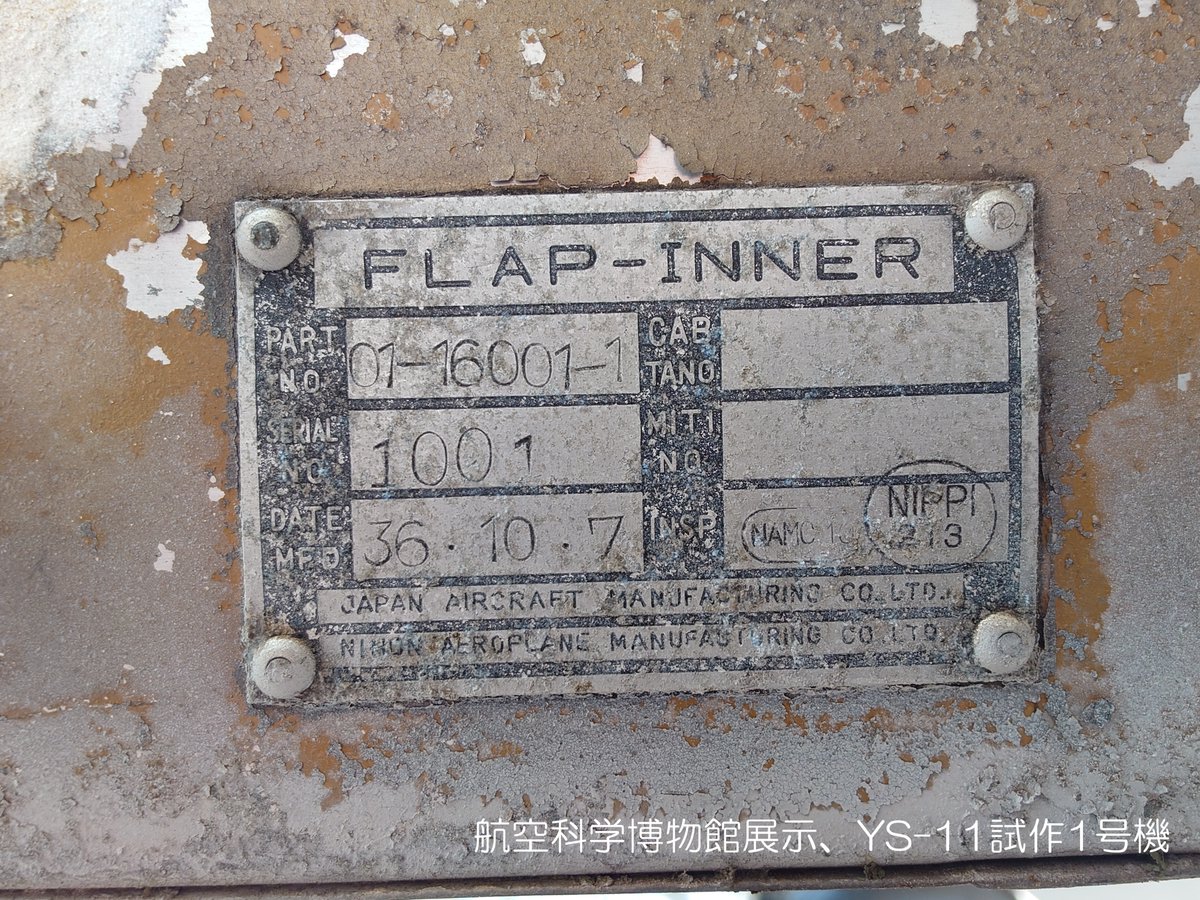 FLAP-INNER
PART NO. 01-16001-1 CAB TANO
SERIAL NO. 1001 MITI NO.
DATE MFD 36.10.7 INSP NAMC NIPPI 213
JAPAN AIRCRAFT MANUFACTURING CO. LTD.
NIHON AEROPLANE MANUFACTURING CO. LTD.
航空科学博物館展示、YS-11試作1号機